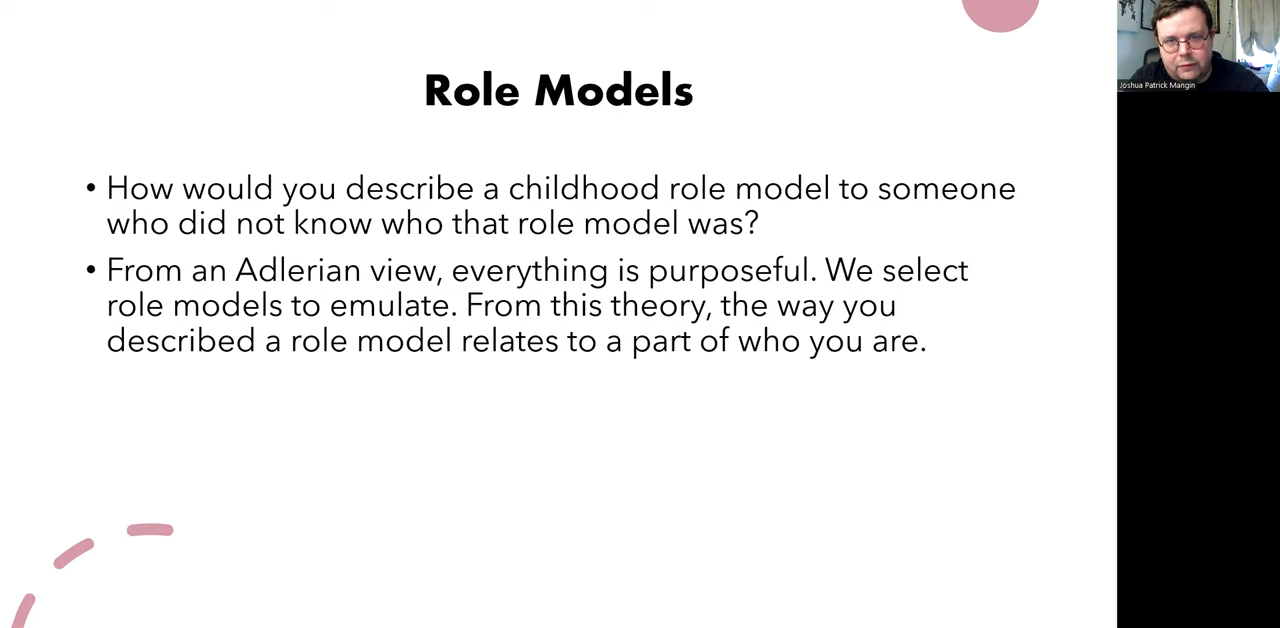 Role Models
• How would you describe a childhood role model to someone
who did not know who that role model was?
• From an Adlerian view, everything is purposeful. We select
role models to emulate. From this theory, the way you
described a role model relates to a part of who you are.
Joshua Patrick Mangin